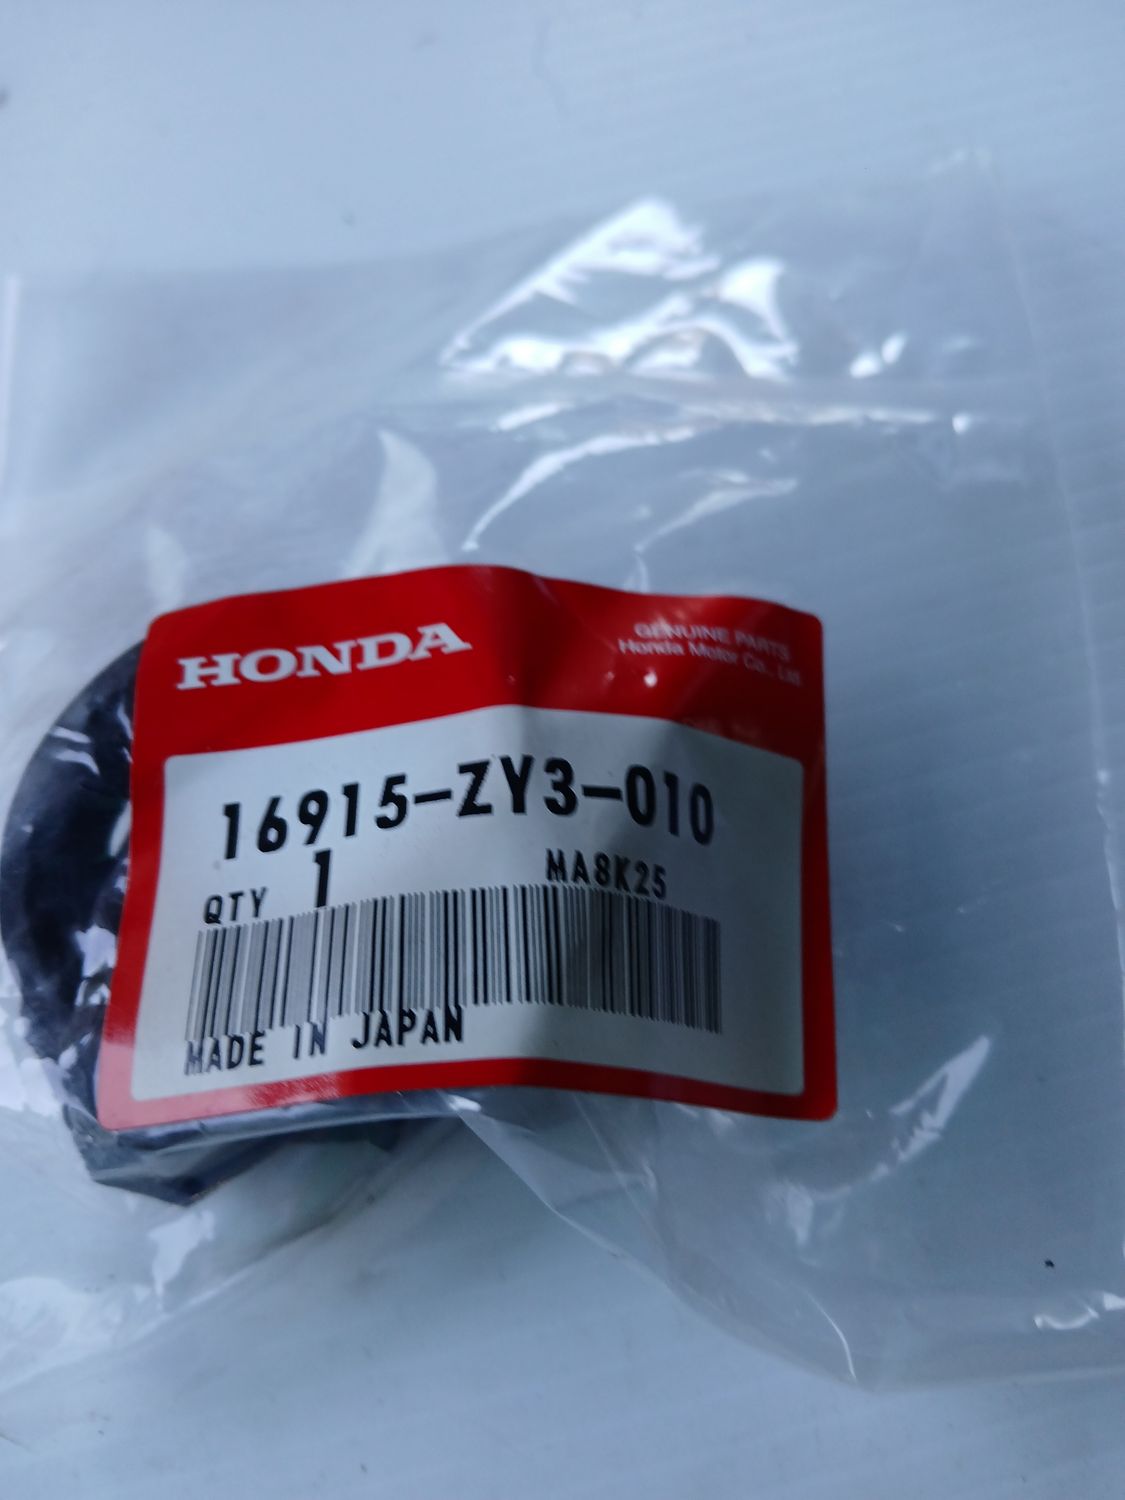 HONDA
GENUINE PARTS
Honda Motor Co., Ltd.
16915-ZY3-010
QTY 1 MA8K25
MADE IN JAPAN